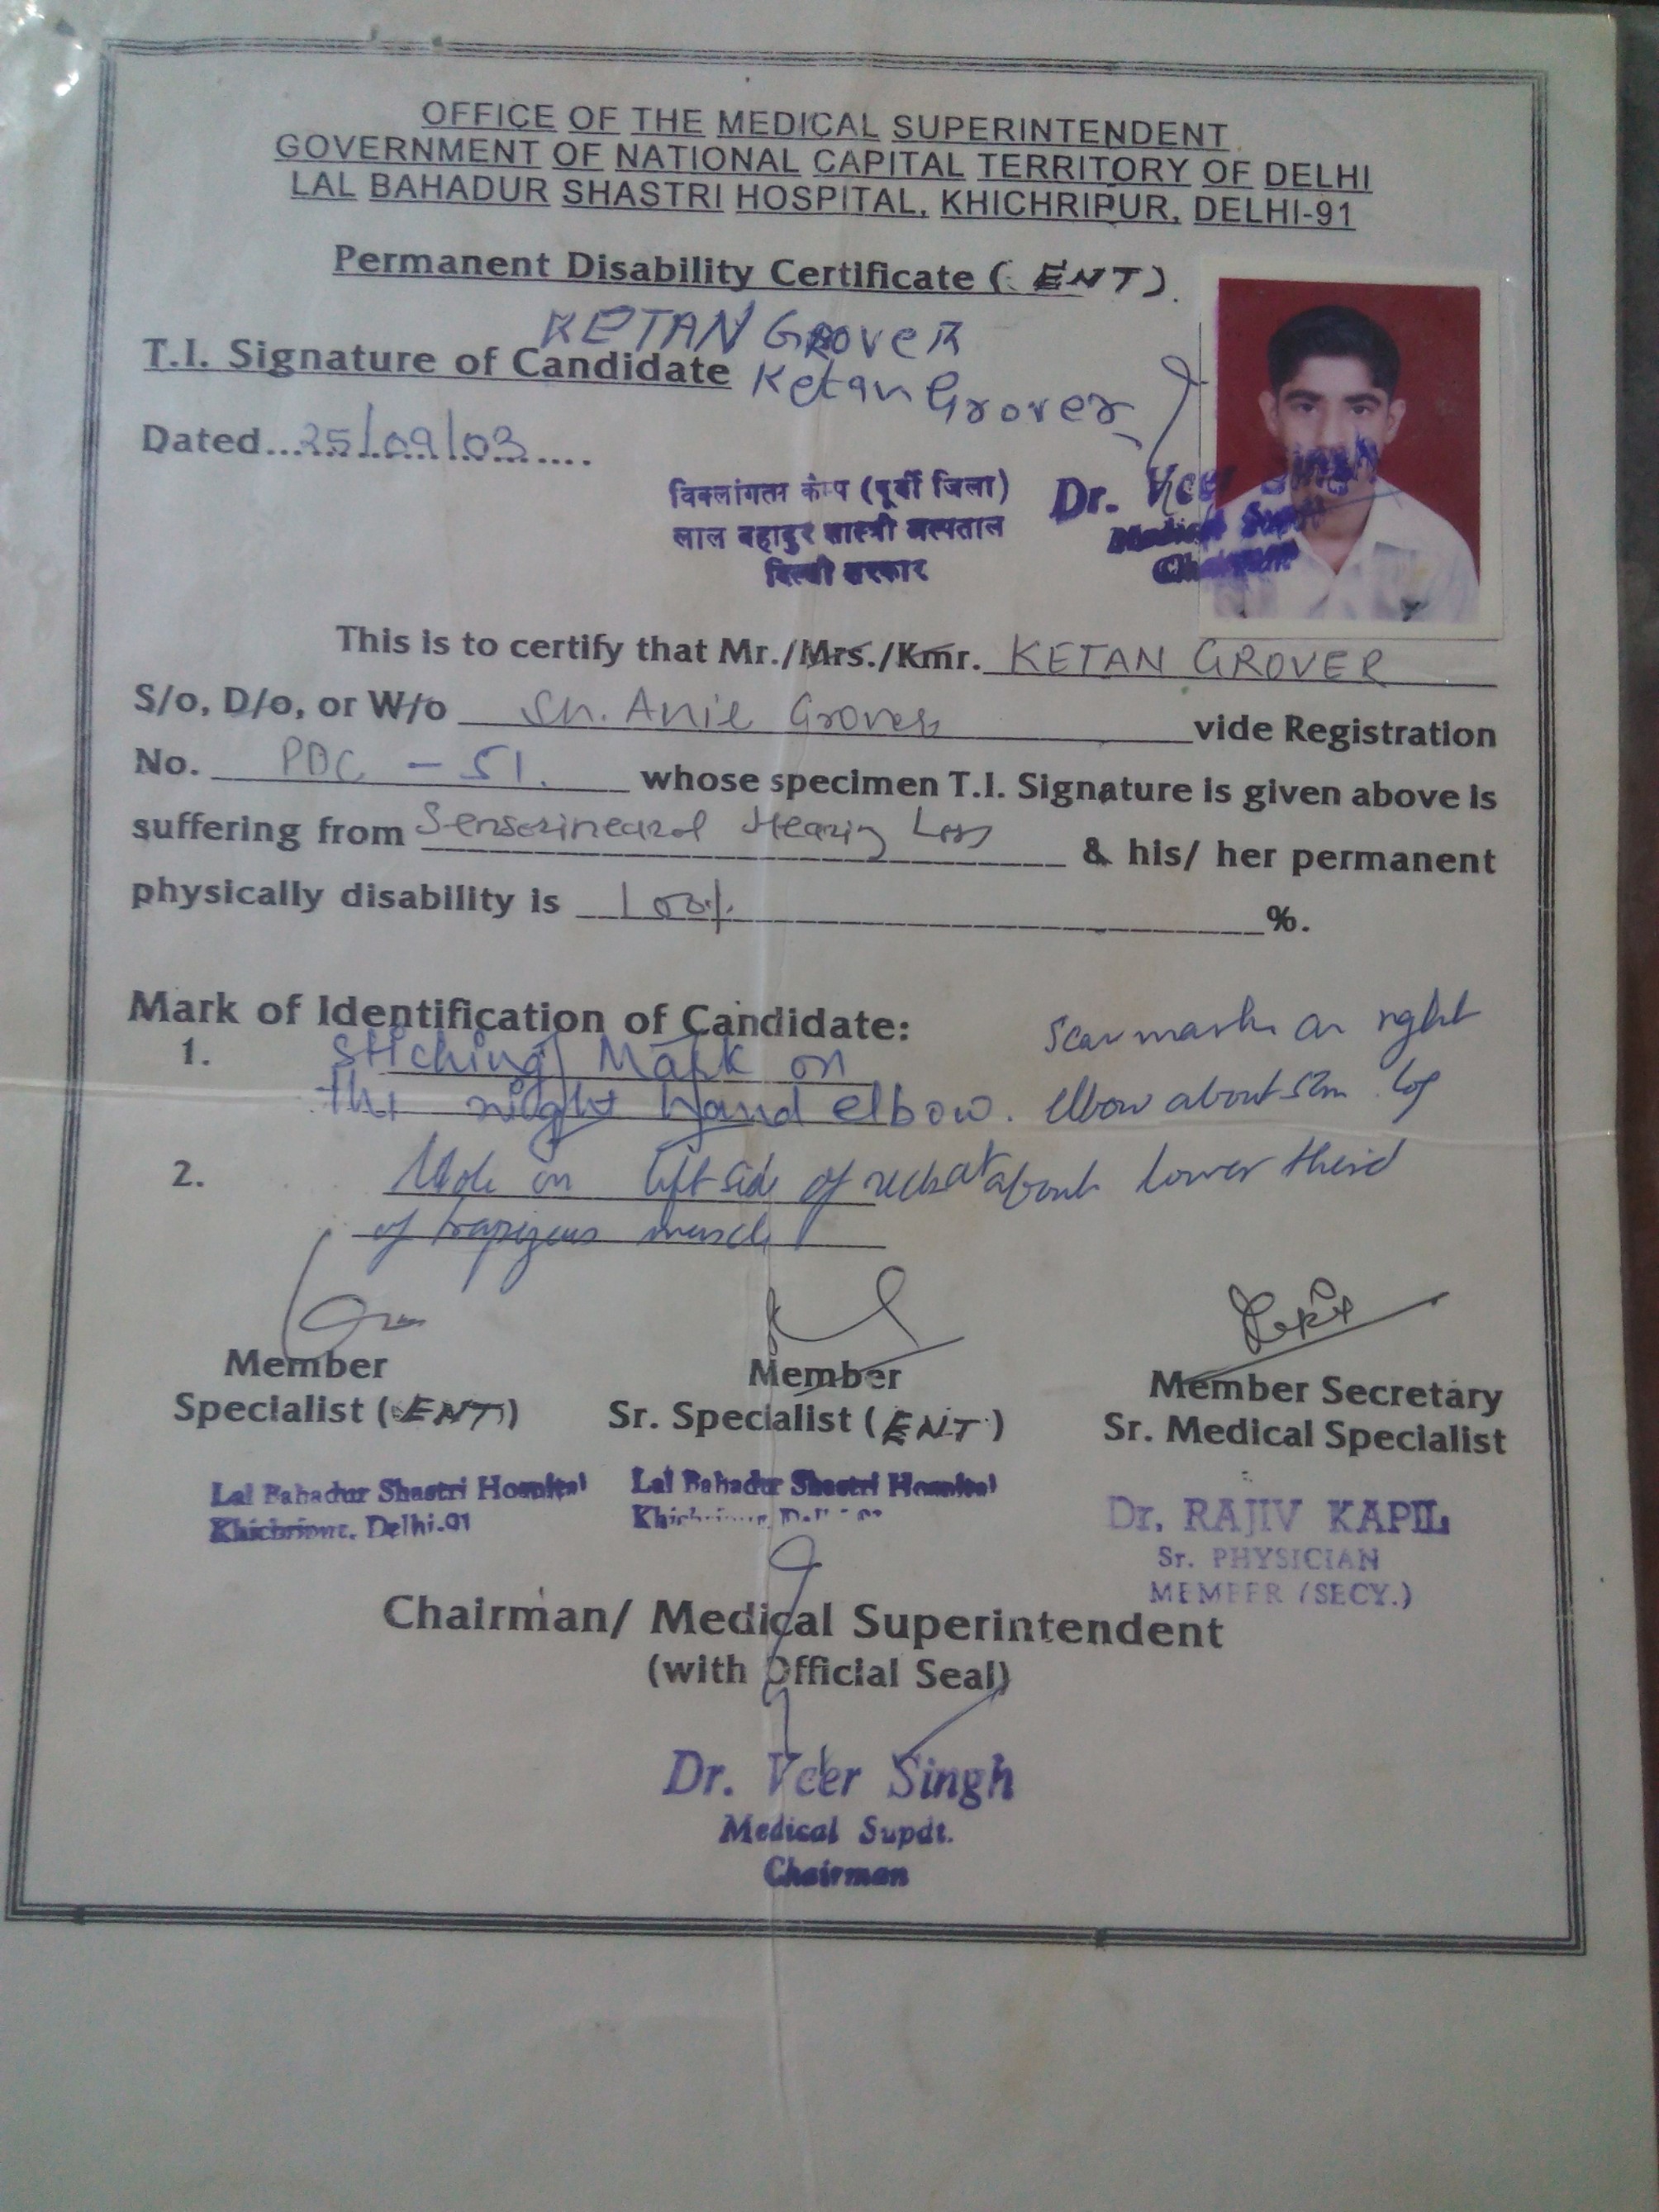 OFFICE OF THE MEDICAL SUPERINTENDENT
GOVERNMENT OF NATIONAL CAPITAL TERRITORY OF DELHI
LAL BAHADUR SHASTRI HOSPITAL, KHICHRIPUR, DELHI-91
Permanent Disability Certificate ( ENT ).
KETAN GROVER
T.I. Signature of Candidate Ketan Grover
Dated...25/09/03.....
विकलांगता कैम्प (पूर्वी जिला)
लाल बहादुर शास्त्री अस्पताल
दिल्ली सरकार
Dr. Veer Singh
Medical Supdt.
Chairman
This is to certify that Mr./Mrs./Kmr. KETAN GROVER
S/o, D/o, or W/o Sh. Anil Grover vide Registration
No. PDC - 51. whose specimen T.I. Signature is given above is
suffering from Sensorineural Hearing Loss & his/ her permanent
physically disability is 100% %.
Mark of Identification of Candidate:
1. Stiching Mark on
the right hand elbow.
Scar mark on right
elbow about 5cm
2. Mole on left side of about lower third
of trapizeus muscle
Member
Specialist (ENT)
Lal Bahadur Shastri Hospital
Khichripur, Delhi-91
Member
Sr. Specialist (ENT)
Lal Bahadur Shastri Hospital
Member Secretary
Sr. Medical Specialist
Dr. RAJIV KAPIL
Sr. PHYSICIAN
MEMBER (SECY.)
Chairman/ Medical Superintendent
(with Official Seal)
Dr. Veer Singh
Medical Supdt.
Chairman